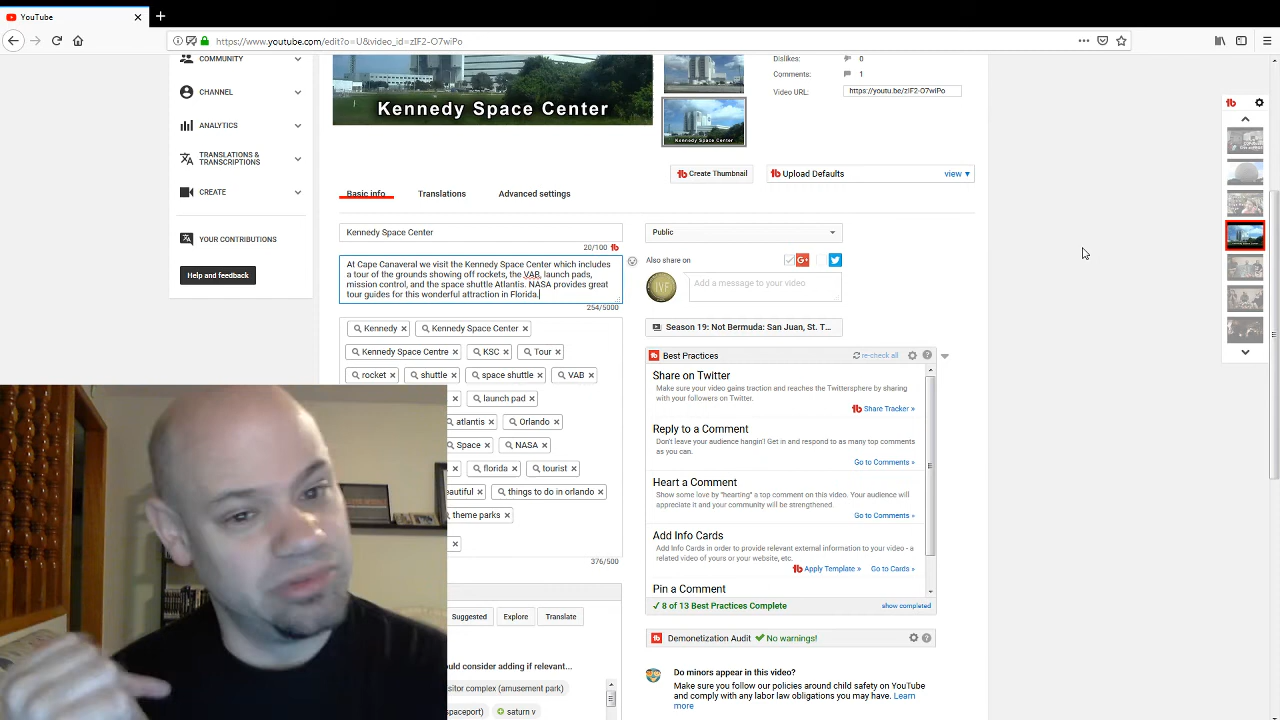 YouTube
https://www.youtube.com/edit?o=U&video_id=zIF2-O7wiPo
COMMUNITY
CHANNEL
ANALYTICS
TRANSLATIONS &
TRANSCRIPTIONS
CREATE
YOUR CONTRIBUTIONS
Help and feedback
Kennedy Space Center
Kennedy Space Center
Dislikes: 0
Comments: 1
Video URL: https://youtu.be/zIF2-O7wiPo
Create Thumbnail
Upload Defaults view
Basic info Translations Advanced settings
Kennedy Space Center
20/100
At Cape Canaveral we visit the Kennedy Space Center which includes
a tour of the grounds showing off rockets, the VAB, launch pads,
mission control, and the space shuttle Atlantis. NASA provides great
tour guides for this wonderful attraction in Florida.
254/5000
Kennedy Kennedy Space Center
Kennedy Space Centre KSC Tour
rocket shuttle space shuttle VAB
launch pad
atlantis Orlando
Space NASA
florida tourist
eautiful things to do in orlando
theme parks
376/500
Suggested Explore Translate
ould consider adding if relevant...
isitor complex (amusement park)
spaceport) saturn v
Public
Also share on
IVF
Add a message to your video
Season 19: Not Bermuda: San Juan, St. T...
Best Practices re-check all
Share on Twitter
Make sure your video gains traction and reaches the Twittersphere by sharing
with your followers on Twitter.
Share Tracker »
Reply to a Comment
Don't leave your audience hangin'! Get in and respond to as many top comments
as you can.
Go to Comments »
Heart a Comment
Show some love by "hearting" a top comment on this video. Your audience will
appreciate it and your community will be strengthened.
Go to Comments »
Add Info Cards
Add Info Cards in order to provide relevant external information to your video - a
related video of yours or your website, etc.
Apply Template » Go to Cards »
Pin a Comment
8 of 13 Best Practices Complete show completed
Demonetization Audit No warnings!
Do minors appear in this video?
Make sure you follow our policies around child safety on YouTube
and comply with any labor law obligations you may have. Learn
more